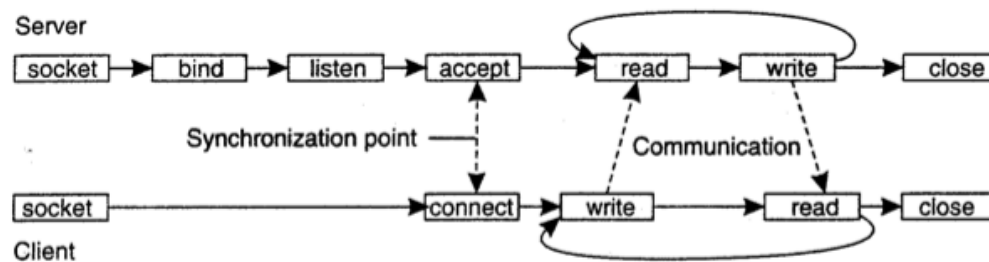 Server
socket bind listen accept read write close
Synchronization point Communication
socket connect write read close
Client